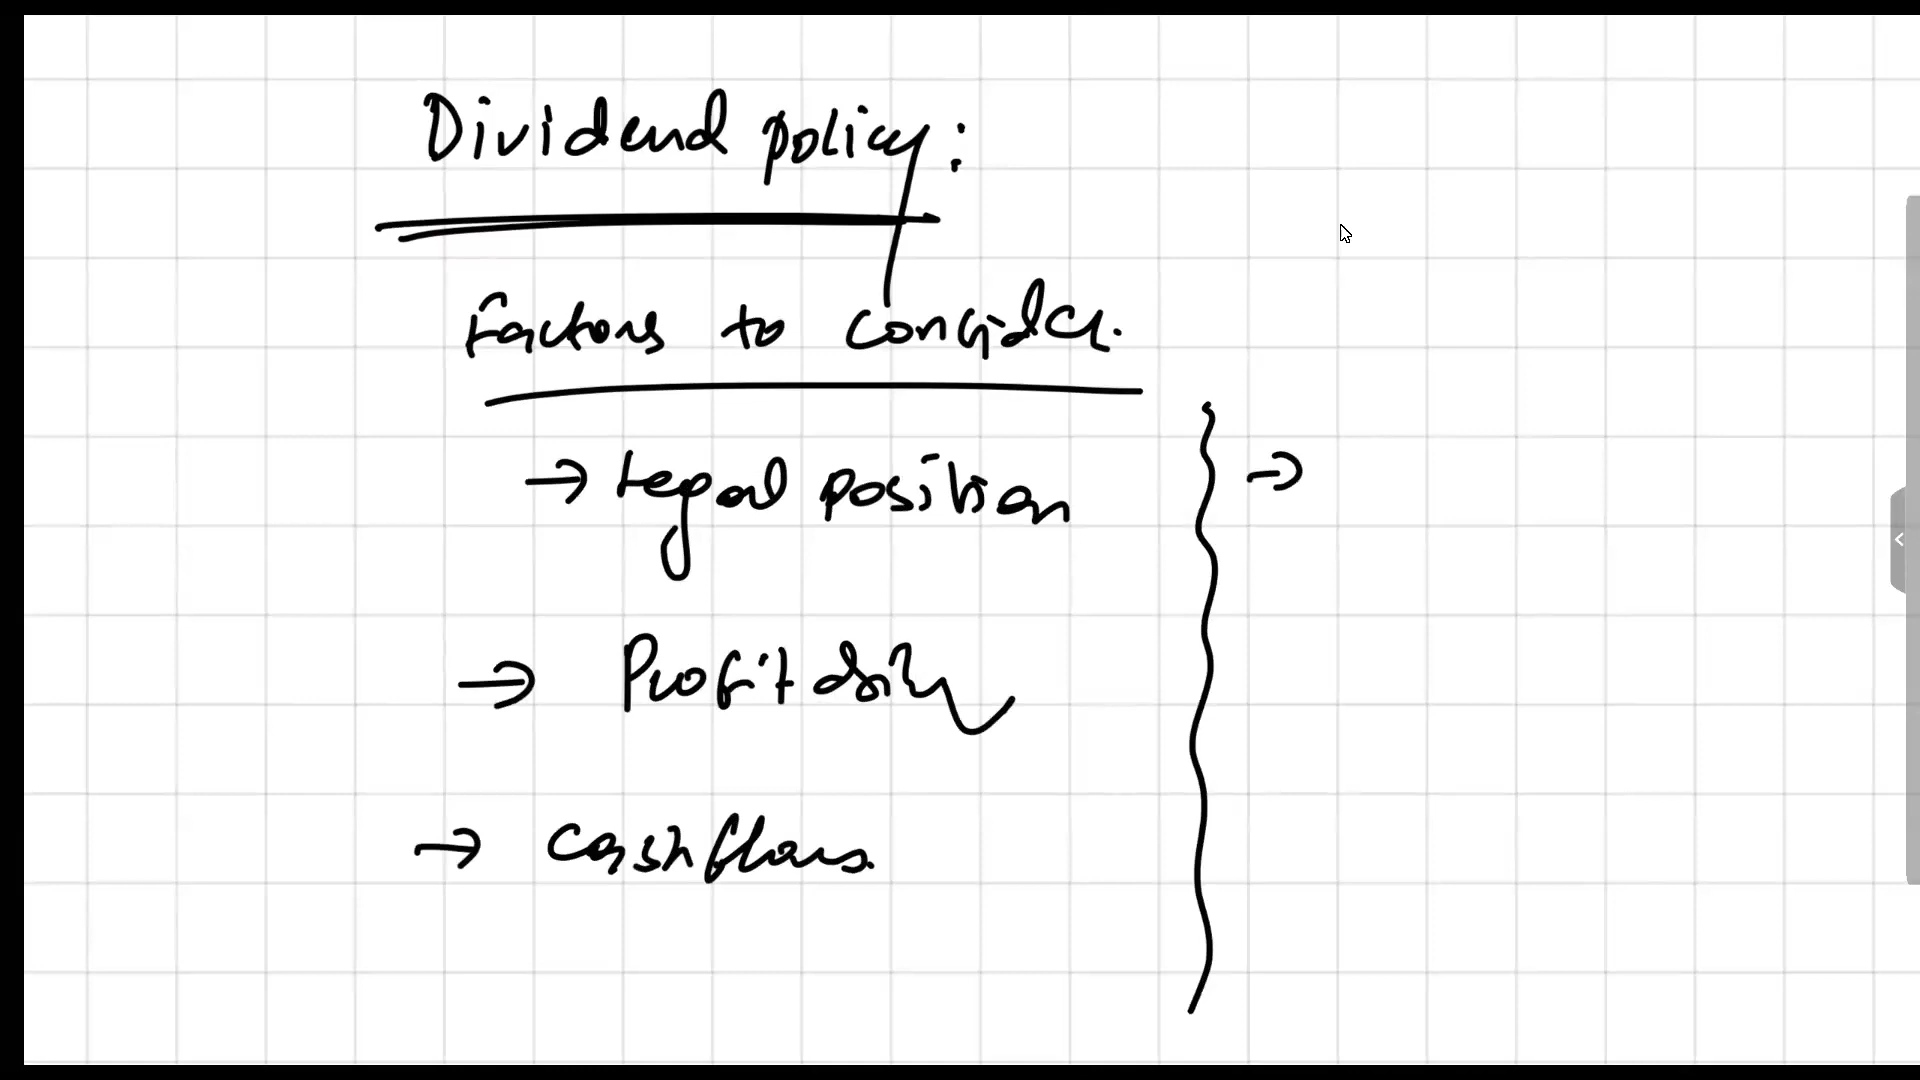 Dividend policy:
Factors to consider.
→ Legal position
→
→ Profitability
→ Cashflows.